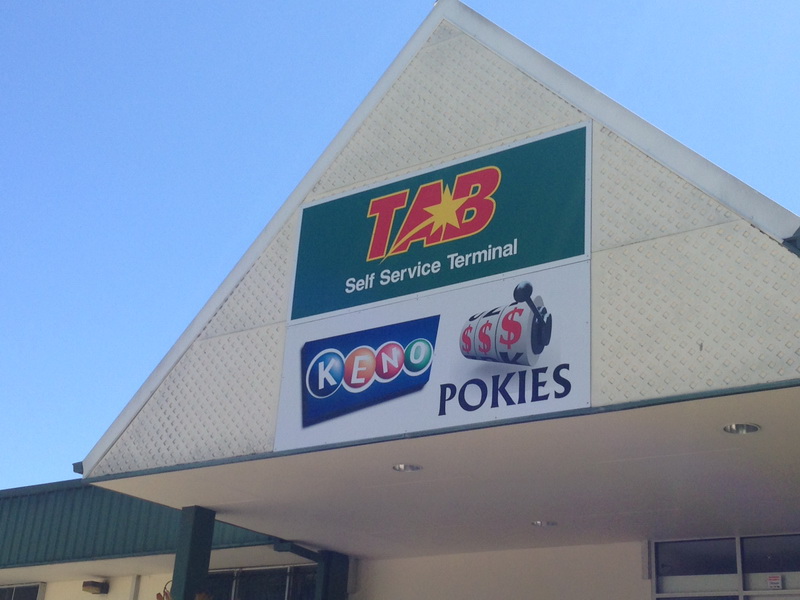 TAB
Self Service Terminal
KENO
$ $ $
POKIES